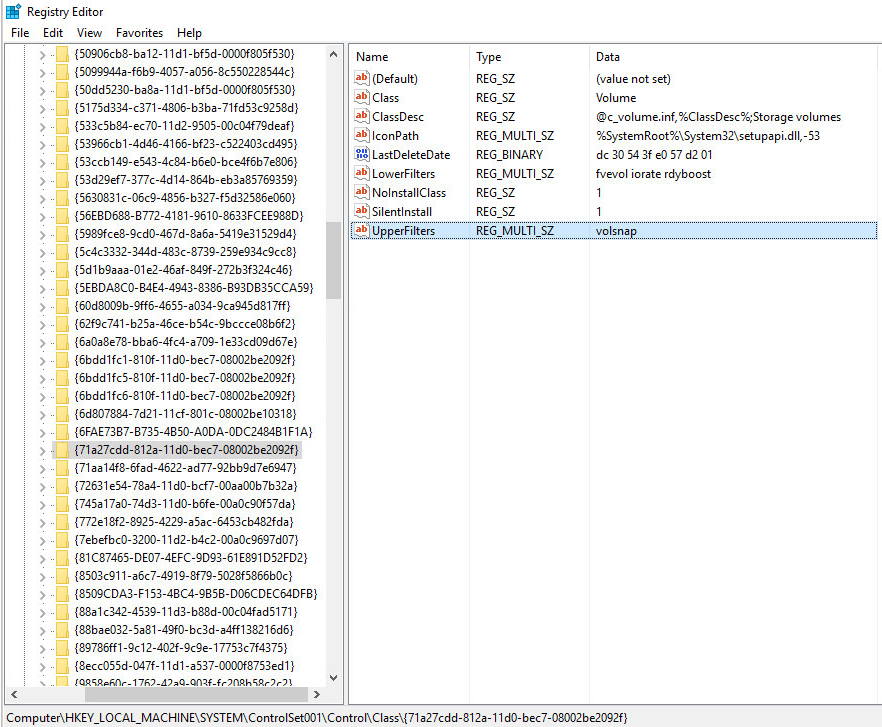 Registry Editor
File Edit View Favorites Help
{50906cb8-ba12-11d1-bf5d-0000f805f530}
{5099944a-f6b9-4057-a056-8c550228544c}
{50dd5230-ba8a-11d1-bf5d-0000f805f530}
{5175d334-c371-4806-b3ba-71fd53c9258d}
{533c5b84-ec70-11d2-9505-00c04f79deaf}
{53966cb1-4d46-4166-bf23-c522403cd495}
{53ccb149-e543-4c84-b6e0-bce4f6b7e806}
{53d29ef7-377c-4d14-864b-eb3a85769359}
{5630831c-06c9-4856-b327-f5d32586e060}
{56EBD688-B772-4181-9610-8633FCEE988D}
{5989fce8-9cd0-467d-8a6a-5419e31529d4}
{5c4c3332-344d-483c-8739-259e934c9cc8}
{5d1b9aaa-01e2-46af-849f-272b3f324c46}
{5EBDA8C0-B4E4-4943-8386-B93DB35CCA59}
{60d8009b-9ff6-4655-a034-9ca945d817ff}
{62f9c741-b25a-46ce-b54c-9bccce08b6f2}
{6a0a8e78-bba6-4fc4-a709-1e33cd09d67e}
{6bdd1fc1-810f-11d0-bec7-08002be2092f}
{6bdd1fc5-810f-11d0-bec7-08002be2092f}
{6bdd1fc6-810f-11d0-bec7-08002be2092f}
{6d807884-7d21-11cf-801c-08002be10318}
{6FAE73B7-B735-4B50-A0DA-0DC2484B1F1A}
{71a27cdd-812a-11d0-bec7-08002be2092f}
{71aa14f8-6fad-4622-ad77-92bb9d7e6947}
{72631e54-78a4-11d0-bcf7-00aa00b7b32a}
{745a17a0-74d3-11d0-b6fe-00a0c90f57da}
{772e18f2-8925-4229-a5ac-6453cb482fda}
{7ebefbc0-3200-11d2-b4c2-00a0c9697d07}
{81C87465-DE07-4EFC-9D93-61E891D52FD2}
{8503c911-a6c7-4919-8f79-5028f5866b0c}
{8509CDA3-F153-4BC4-9B5B-D06CDEC64DFB}
{88a1c342-4539-11d3-b88d-00c04fad5171}
{88bae032-5a81-49f0-bc3d-a4ff138216d6}
{89786ff1-9c12-402f-9c9e-17753c7f4375}
{8ecc055d-047f-11d1-a537-0000f8753ed1}
{9858e60c-1762-42a9-903f-fc208b58c2c2}
Name Type Data
(Default) REG_SZ (value not set)
Class REG_SZ Volume
ClassDesc REG_SZ @c_volume.inf,%ClassDesc%;Storage volumes
IconPath REG_MULTI_SZ %SystemRoot%\System32\setupapi.dll,-53
LastDeleteDate REG_BINARY dc 30 54 3f e0 57 d2 01
LowerFilters REG_MULTI_SZ fvevol iorate rdyboost
NoInstallClass REG_SZ 1
SilentInstall REG_SZ 1
UpperFilters REG_MULTI_SZ volsnap
Computer\HKEY_LOCAL_MACHINE\SYSTEM\ControlSet001\Control\Class\{71a27cdd-812a-11d0-bec7-08002be2092f}